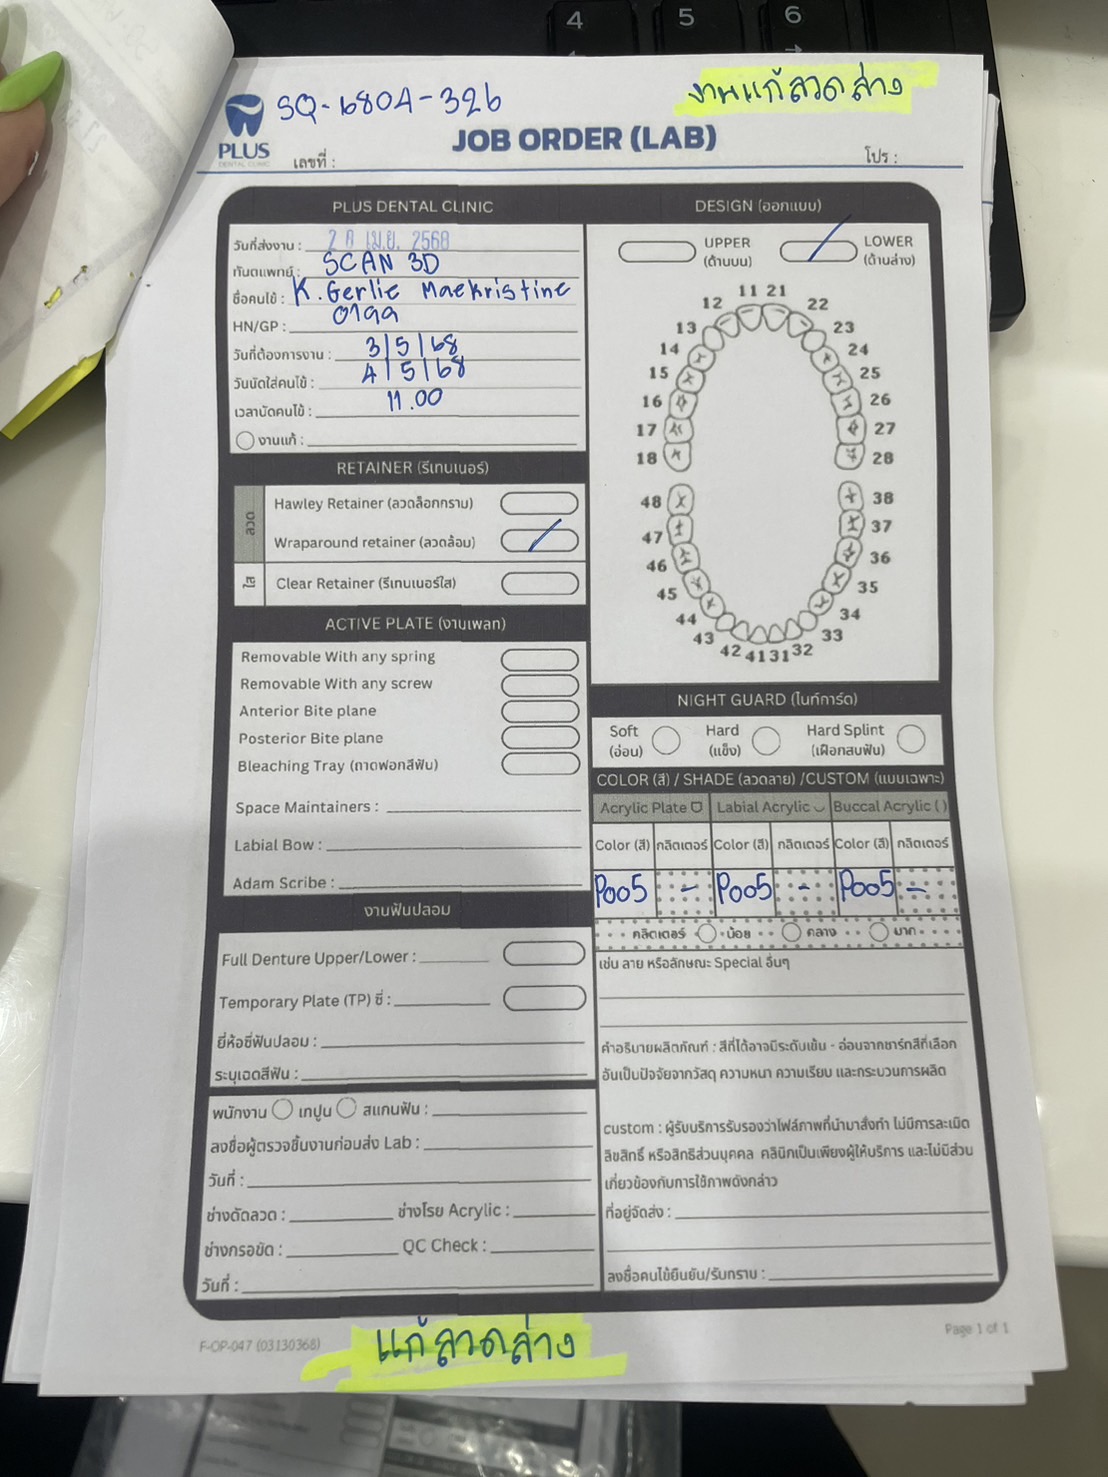 4 5 6
SQ-6804-326
งานแก้ลวดล่าง
PLUS
DENTAL CLINIC
JOB ORDER (LAB)
เลขที่ :
โปร :
PLUS DENTAL CLINIC
วันที่ส่งงาน : เม.ย. 2568
ทันตแพทย์ : SCAN 3D
ชื่อคนไข้ : K. Gerlie Maekristine
HN/GP : 0199
วันที่ต้องการงาน : 3/5/68
วันนัดใส่คนไข้ : 4/5/68
เวลานัดคนไข้ : 11.00
งานแก้ :
RETAINER (รีเทนเนอร์)
ลวด
Hawley Retainer (ลวดล็อกกราม)
Wraparound retainer (ลวดล้อม)
ใส
Clear Retainer (รีเทนเนอร์ใส)
ACTIVE PLATE (งานเพลท)
Removable With any spring
Removable With any screw
Anterior Bite plane
Posterior Bite plane
Bleaching Tray (ถาดฟอกสีฟัน)
Space Maintainers :
Labial Bow :
Adam Scribe :
งานฟันปลอม
Full Denture Upper/Lower :
Temporary Plate (TP) ซี่ :
ยี่ห้อซี่ฟันปลอม :
ระบุเฉดสีฟัน :
พนักงาน เทปูน สแกนฟัน :
ลงชื่อผู้ตรวจชิ้นงานก่อนส่ง Lab :
วันที่ :
ช่างดัดลวด : ช่างโรย Acrylic :
ช่างกรอขัด : QC Check :
วันที่ :
DESIGN (ออกแบบ)
UPPER
(ด้านบน)
LOWER
(ด้านล่าง)
11 21
12 22
13 23
14 24
15 25
16 26
17 27
18 28
48 38
47 37
46 36
45 35
44 34
43 33
42 41 31 32
NIGHT GUARD (ไนท์การ์ด)
Soft
(อ่อน)
Hard
(แข็ง)
Hard Splint
(เฝือกสบฟัน)
COLOR (สี) / SHADE (ลวดลาย) /CUSTOM (แบบเฉพาะ)
Acrylic Plate Labial Acrylic Buccal Acrylic ( )
Color (สี) กลิตเตอร์ Color (สี) กลิตเตอร์ Color (สี) กลิตเตอร์
P005 - P005 - P005 -
กลิตเตอร์ น้อย กลาง มาก
เช่น ลาย หรือลักษณะ Special อื่นๆ
คำอธิบายผลิตภัณฑ์ : สีที่ได้อาจมีระดับเข้ม - อ่อนจากชาร์ทสีที่เลือก
อันเป็นปัจจัยจากวัสดุ ความหนา ความเรียบ และกระบวนการผลิต
custom : ผู้รับบริการรับรองว่าไฟล์ภาพที่นำมาสั่งทำ ไม่มีการละเมิด
ลิขสิทธิ์ หรือสิทธิส่วนบุคคล คลินิกเป็นเพียงผู้ให้บริการ และไม่มีส่วน
เกี่ยวข้องกับการใช้ภาพดังกล่าว
ที่อยู่จัดส่ง :
ลงชื่อคนไข้ยืนยัน/รับทราบ :
F-OP-047 (03130368)
แก้ลวดล่าง
Page 1 of 1